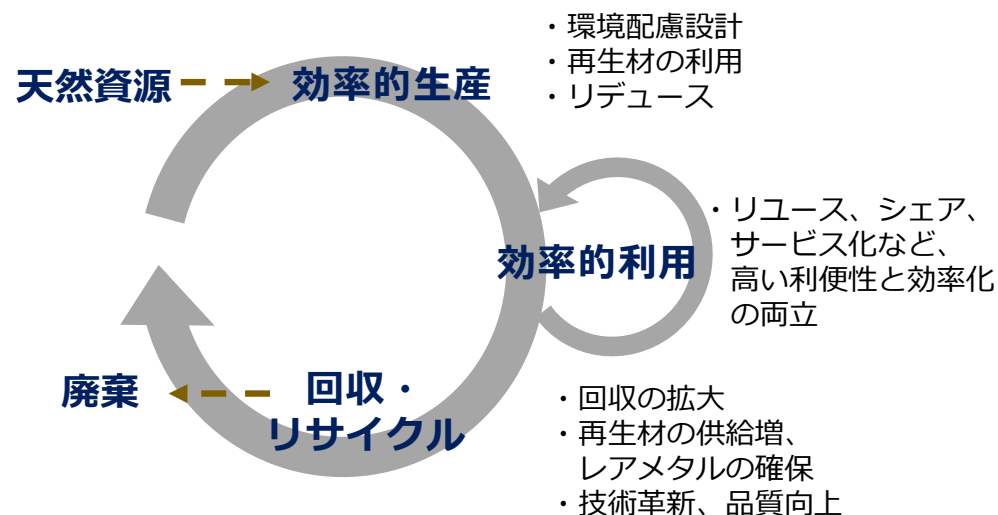 天然資源
効率的生産
・環境配慮設計
・再生材の利用
・リデュース
効率的利用
・リユース、シェア、
サービス化など、
高い利便性と効率化
の両立
廃棄
回収・
リサイクル
・回収の拡大
・再生材の供給増、
レアメタルの確保
・技術革新、品質向上